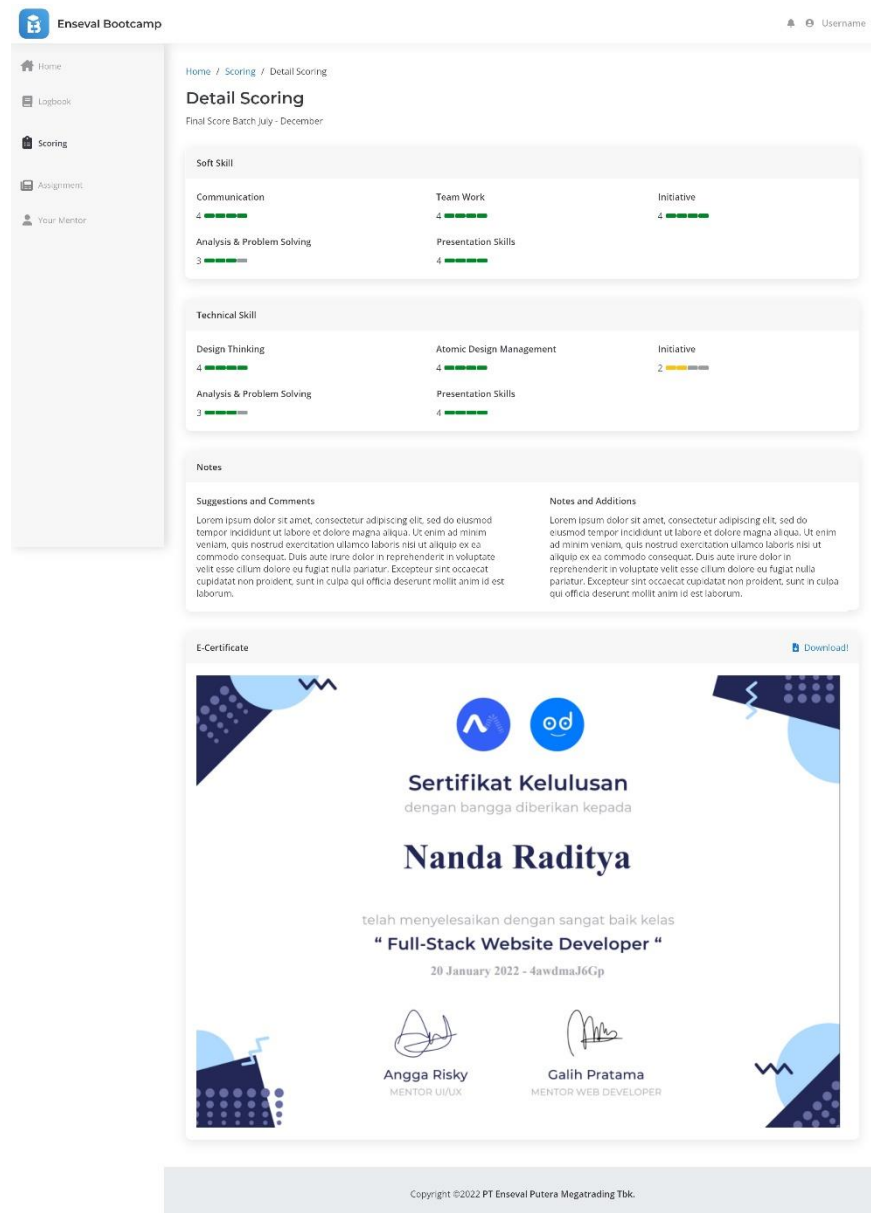 Enseval Bootcamp
Username
Home
Logbook
Scoring
Assignment
Your Mentor
Home / Scoring / Detail Scoring
Detail Scoring
Final Score Batch July - December
Soft Skill
Communication
4
Team Work
4
Initiative
4
Analysis & Problem Solving
3
Presentation Skills
4
Technical Skill
Design Thinking
4
Atomic Design Management
4
Initiative
2
Analysis & Problem Solving
3
Presentation Skills
4
Notes
Suggestions and Comments
Lorem ipsum dolor sit amet, consectetur adipiscing elit, sed do eiusmod
tempor incididunt ut labore et dolore magna aliqua. Ut enim ad minim
veniam, quis nostrud exercitation ullamco laboris nisi ut aliquip ex ea
commodo consequat. Duis aute irure dolor in reprehenderit in voluptate
velit esse cillum dolore eu fugiat nulla pariatur. Excepteur sint occaecat
cupidatat non proident, sunt in culpa qui officia deserunt mollit anim id est
laborum.
Notes and Additions
Lorem ipsum dolor sit amet, consectetur adipiscing elit, sed do
eiusmod tempor incididunt ut labore et dolore magna aliqua. Ut enim
ad minim veniam, quis nostrud exercitation ullamco laboris nisi ut
aliquip ex ea commodo consequat. Duis aute irure dolor in
reprehenderit in voluptate velit esse cillum dolore eu fugiat nulla
pariatur. Excepteur sint occaecat cupidatat non proident, sunt in culpa
qui officia deserunt mollit anim id est laborum.
E-Certificate
Download!
Sertifikat Kelulusan
dengan bangga diberikan kepada
Nanda Raditya
telah menyelesaikan dengan sangat baik kelas
“ Full-Stack Website Developer “
20 January 2022 - 4awdmaJ6Gp
Angga Risky
MENTOR UI/UX
Galih Pratama
MENTOR WEB DEVELOPER
Copyright ©2022 PT Enseval Putera Megatrading Tbk.